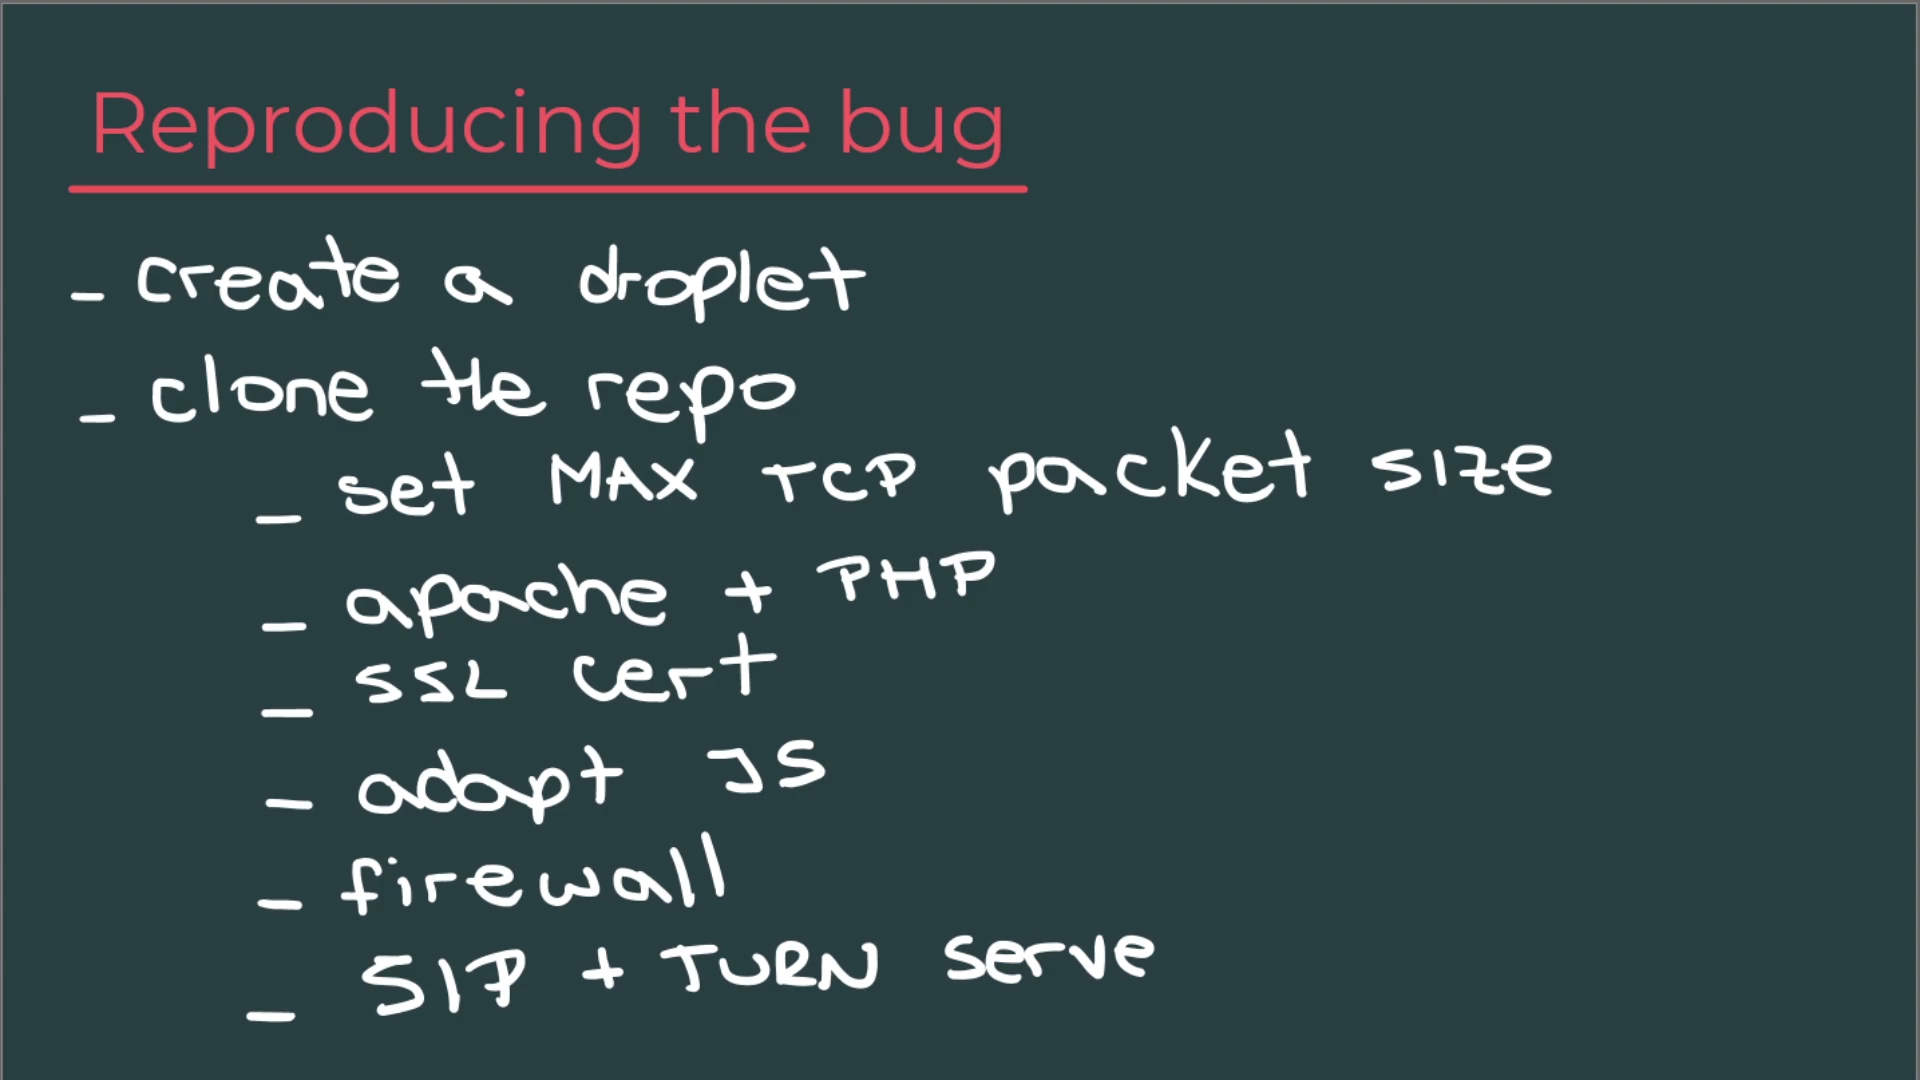 Reproducing the bug
- create a droplet
- clone the repo
- set MAX TCP packet size
- apache + PHP
- SSL cert
- adapt JS
- firewall
- SIP + TURN serve